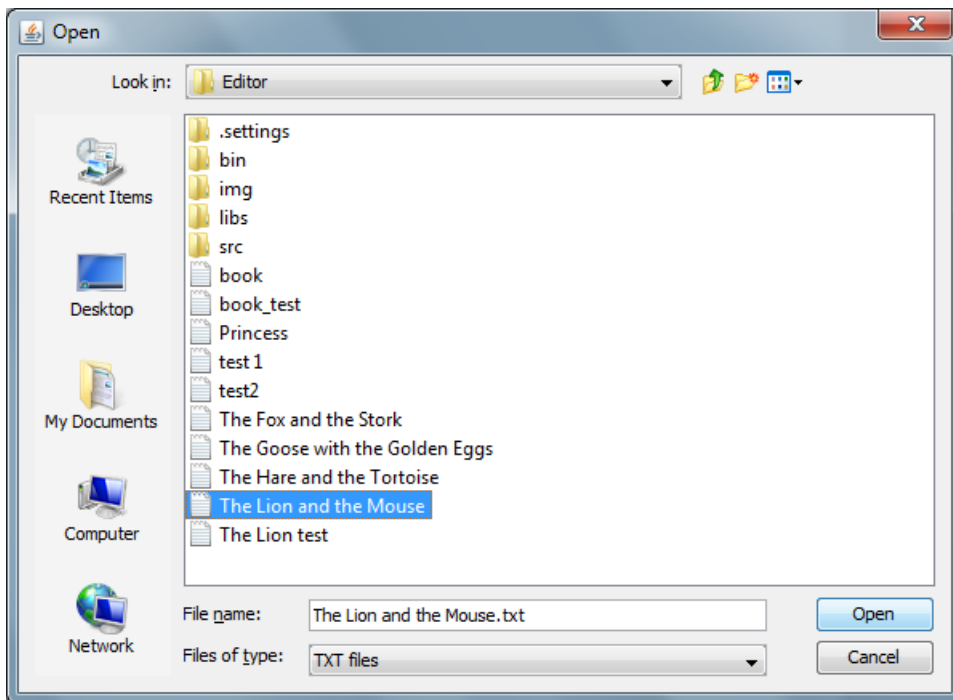 Open
Look in:
Editor
Recent Items
Desktop
My Documents
Computer
Network
.settings
bin
img
libs
src
book
book_test
Princess
test 1
test2
The Fox and the Stork
The Goose with the Golden Eggs
The Hare and the Tortoise
The Lion and the Mouse
The Lion test
File name: The Lion and the Mouse.txt Open
Files of type: TXT files Cancel